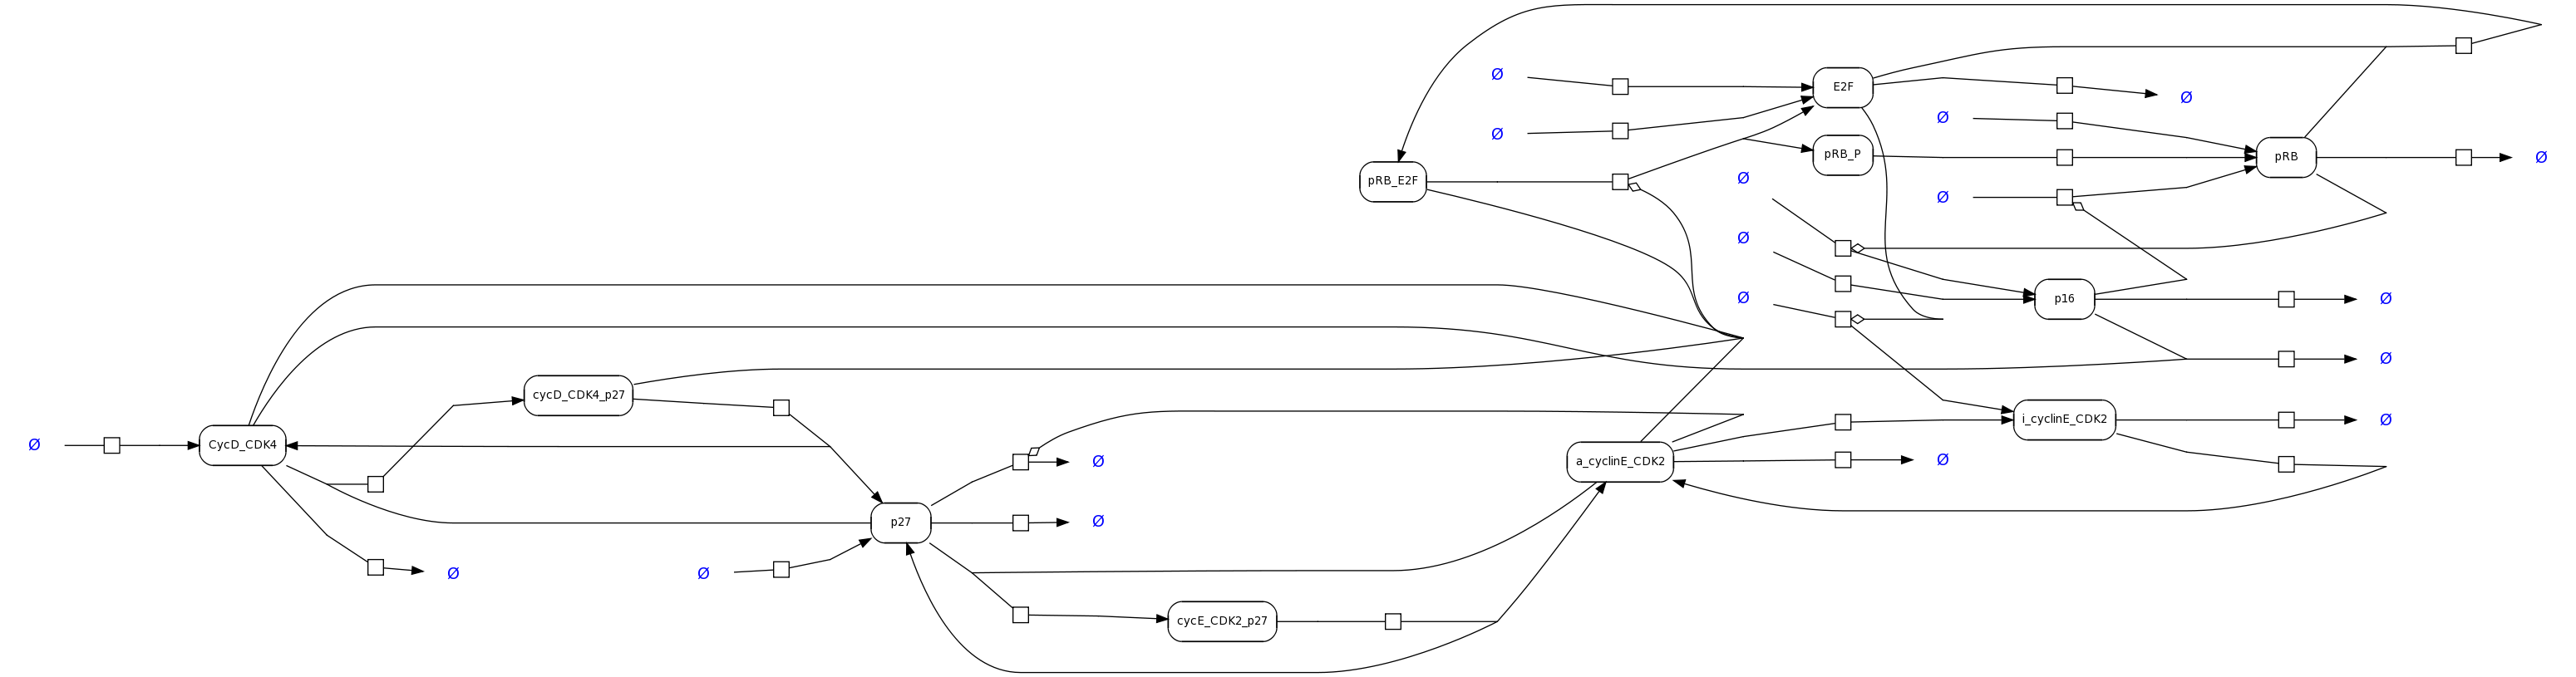 Ø
E2F
Ø
Ø
Ø
pRB_P
pRB
Ø
pRB_E2F
Ø
Ø
Ø
Ø
p16
Ø
Ø
cycD_CDK4_p27
i_cyclinE_CDK2
Ø
Ø
CycD_CDK4
Ø
a_cyclinE_CDK2
Ø
p27
Ø
Ø
Ø
cycE_CDK2_p27